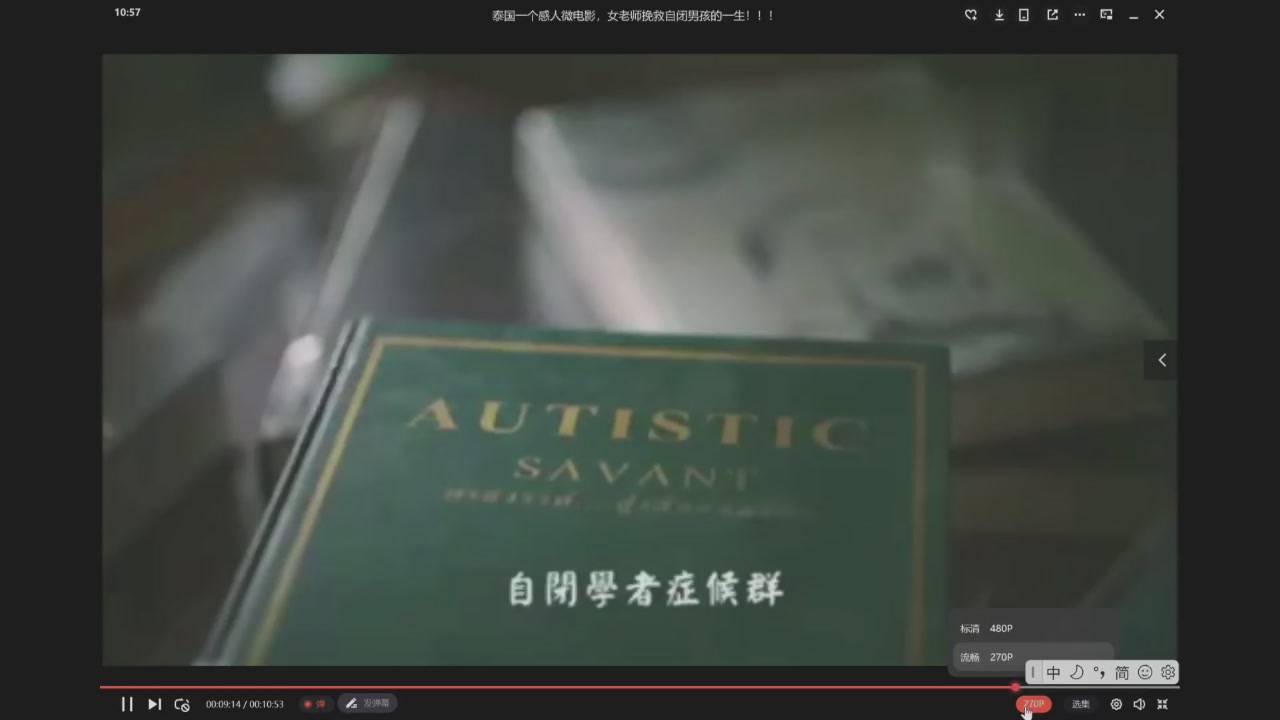 10:57
泰国一个感人微电影，女老师挽救自闭男孩的一生！！！
AUTISTIC
SAVANT
自閉學者症候群
标清 480P
流畅 270P
中 °, 简
00:09:14 / 00:10:53
弹
发弹幕
270P
选集